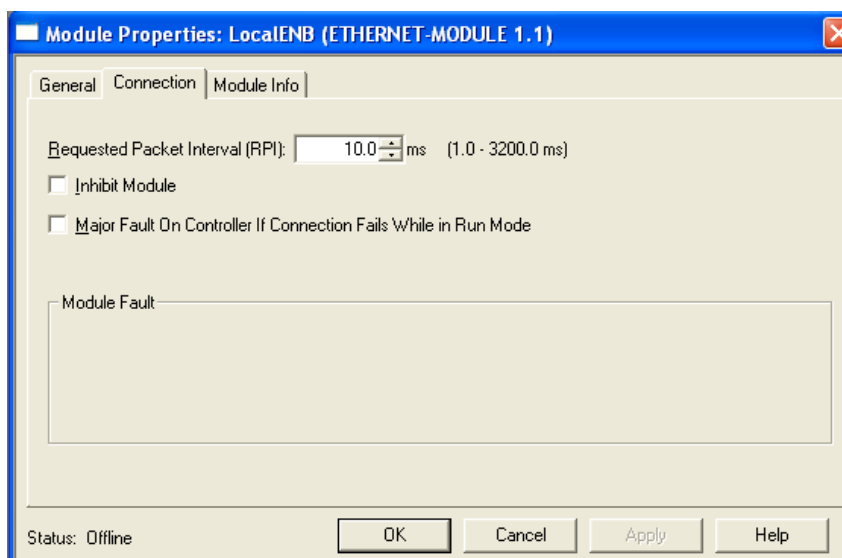 Module Properties: LocalENB (ETHERNET-MODULE 1.1)
General Connection Module Info
Requested Packet Interval (RPI): 10.0 ms (1.0 - 3200.0 ms)
Inhibit Module
Major Fault On Controller If Connection Fails While in Run Mode
Module Fault
Status: Offline OK Cancel Apply Help